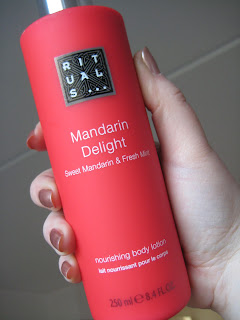 RIT
UAL
S...
Mandarin
Delight
Sweet Mandarin & Fresh Mint
nourishing body lotion
lait nourrissant pour le corps
250 ml e 8.4 FL.OZ.